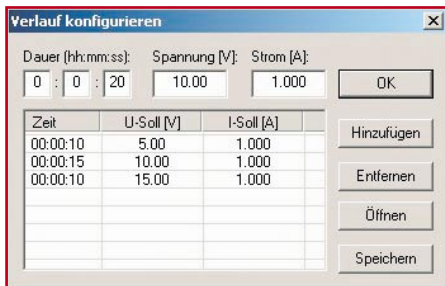 Verlauf konfigurieren
Dauer (hh:mm:ss): Spannung [V]: Strom [A]:
0 : 0 : 20 10.00 1.000 OK
Zeit U-Soll [V] I-Soll [A]
00:00:10 5.00 1.000
00:00:15 10.00 1.000
00:00:10 15.00 1.000
Hinzufügen
Entfernen
Öffnen
Speichern